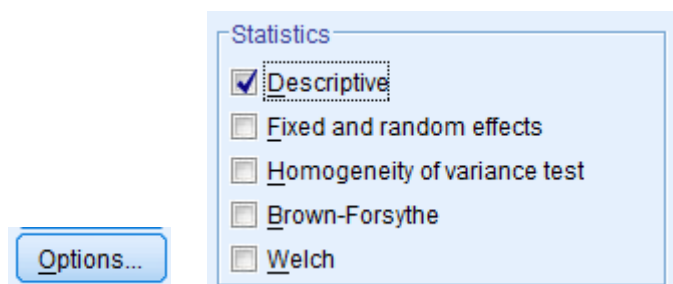 Statistics
Descriptive
Fixed and random effects
Homogeneity of variance test
Brown-Forsythe
Welch
Options...